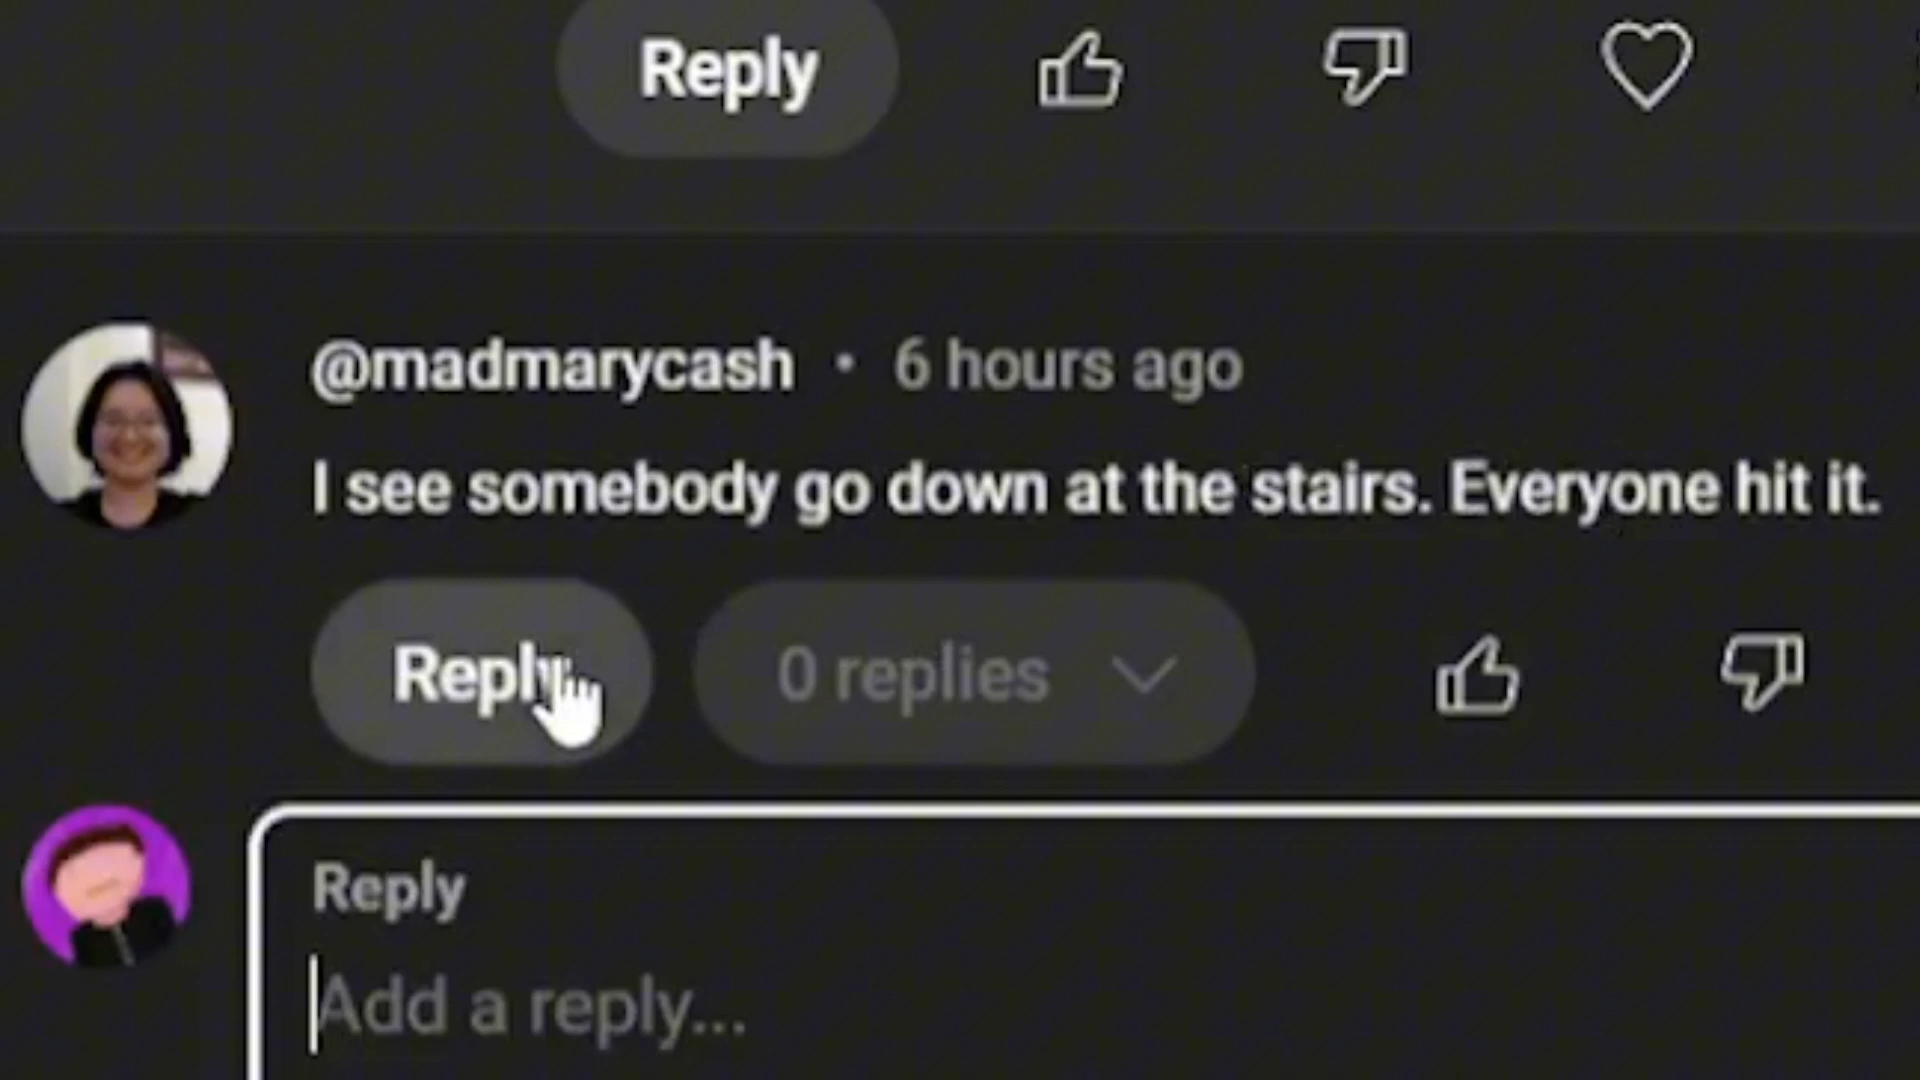 Reply
@madmarycash • 6 hours ago
I see somebody go down at the stairs. Everyone hit it.
Reply 0 replies
Reply
Add a reply...